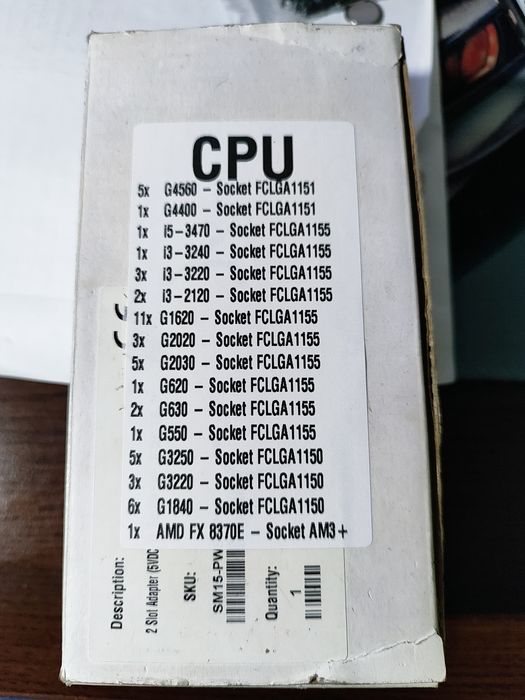 CPU
5x G4560 – Socket FCLGA1151
1x G4400 – Socket FCLGA1151
1x i5-3470 – Socket FCLGA1155
1x i3-3240 – Socket FCLGA1155
3x i3-3220 – Socket FCLGA1155
2x i3-2120 – Socket FCLGA1155
11x G1620 – Socket FCLGA1155
3x G2020 – Socket FCLGA1155
5x G2030 – Socket FCLGA1155
1x G620 – Socket FCLGA1155
2x G630 – Socket FCLGA1155
1x G550 – Socket FCLGA1155
5x G3250 – Socket FCLGA1150
3x G3220 – Socket FCLGA1150
6x G1840 – Socket FCLGA1150
1x AMD FX 8370E – Socket AM3+
Description:
2 Slot Adapter (5VDC
SKU:
SM15-PW
Quantity:
1